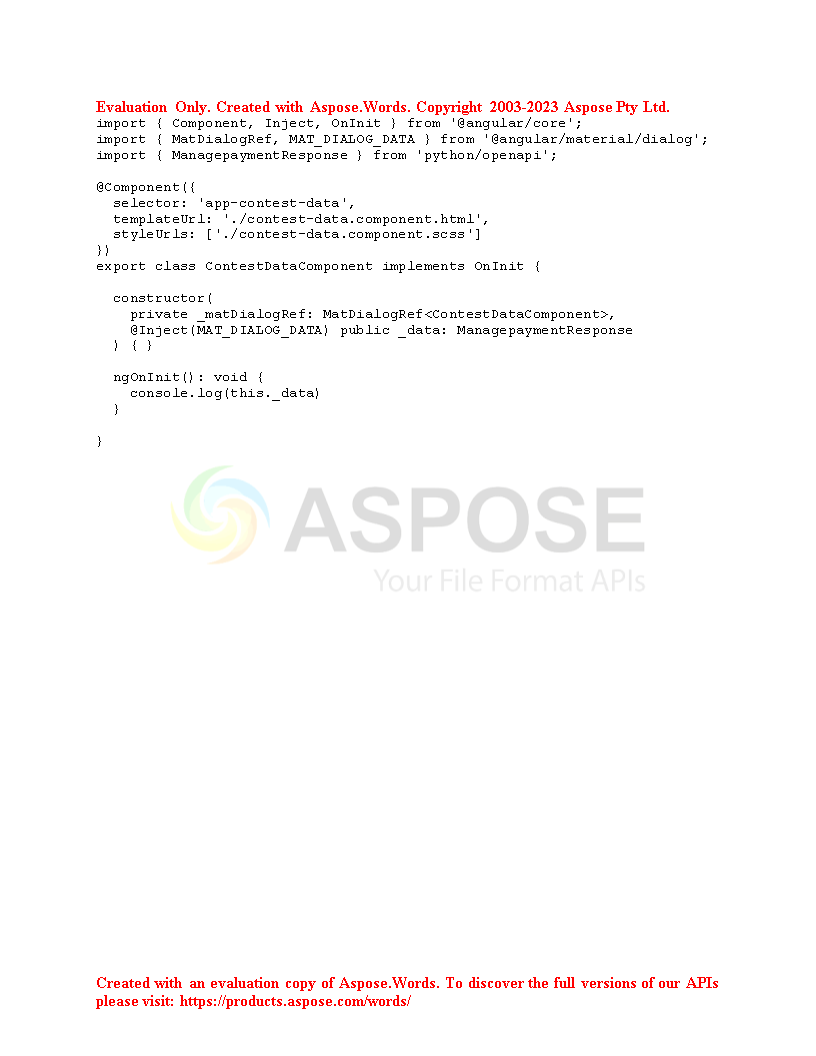 Evaluation Only. Created with Aspose.Words. Copyright 2003-2023 Aspose Pty Ltd.
import { Component, Inject, OnInit } from '@angular/core';
import { MatDialogRef, MAT_DIALOG_DATA } from '@angular/material/dialog';
import { ManagepaymentResponse } from 'python/openapi';

@Component({
  selector: 'app-contest-data',
  templateUrl: './contest-data.component.html',
  styleUrls: ['./contest-data.component.scss']
})
export class ContestDataComponent implements OnInit {

  constructor(
    private _matDialogRef: MatDialogRef<ContestDataComponent>,
    @Inject(MAT_DIALOG_DATA) public _data: ManagepaymentResponse
  ) { }

  ngOnInit(): void {
    console.log(this._data)
  }

}
ASPOSE
Your File Format APIs
Created with an evaluation copy of Aspose.Words. To discover the full versions of our APIs
please visit: https://products.aspose.com/words/